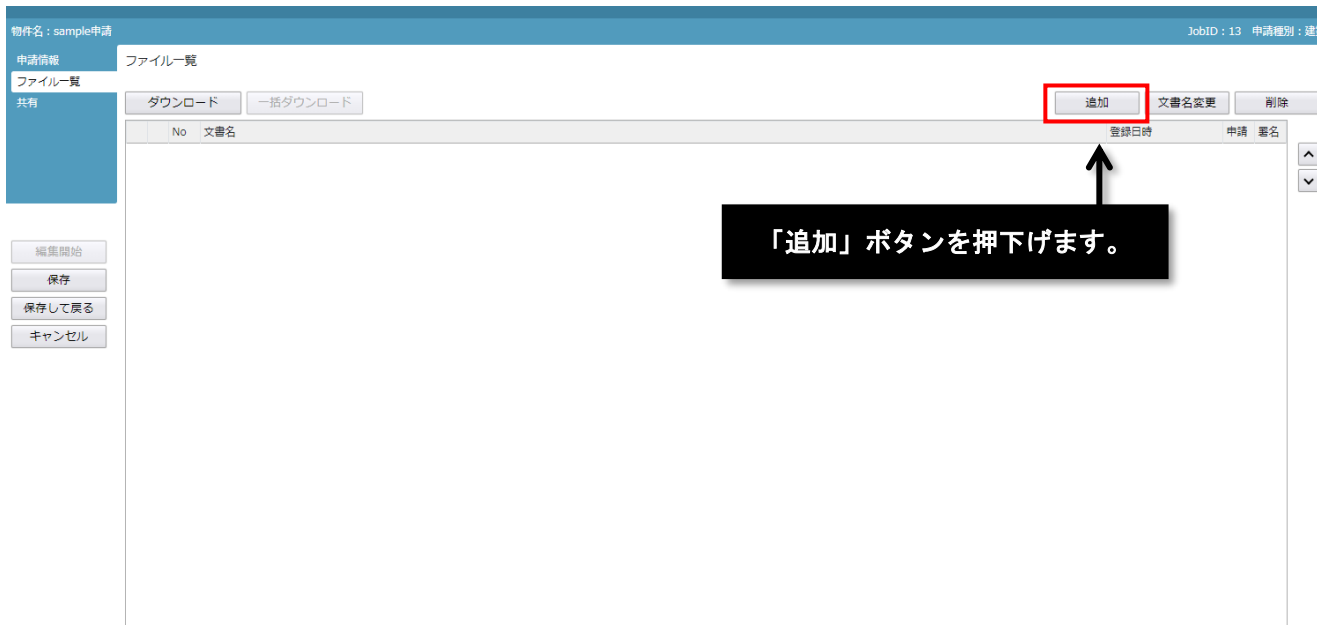 物件名：sample申請
JobID：13 申請種別：建
申請情報
ファイル一覧
ファイル一覧
共有
ダウンロード 一括ダウンロード 追加 文書名変更 削除
No 文書名 登録日時 申請 署名
「追加」ボタンを押下げます。
編集開始
保存
保存して戻る
キャンセル